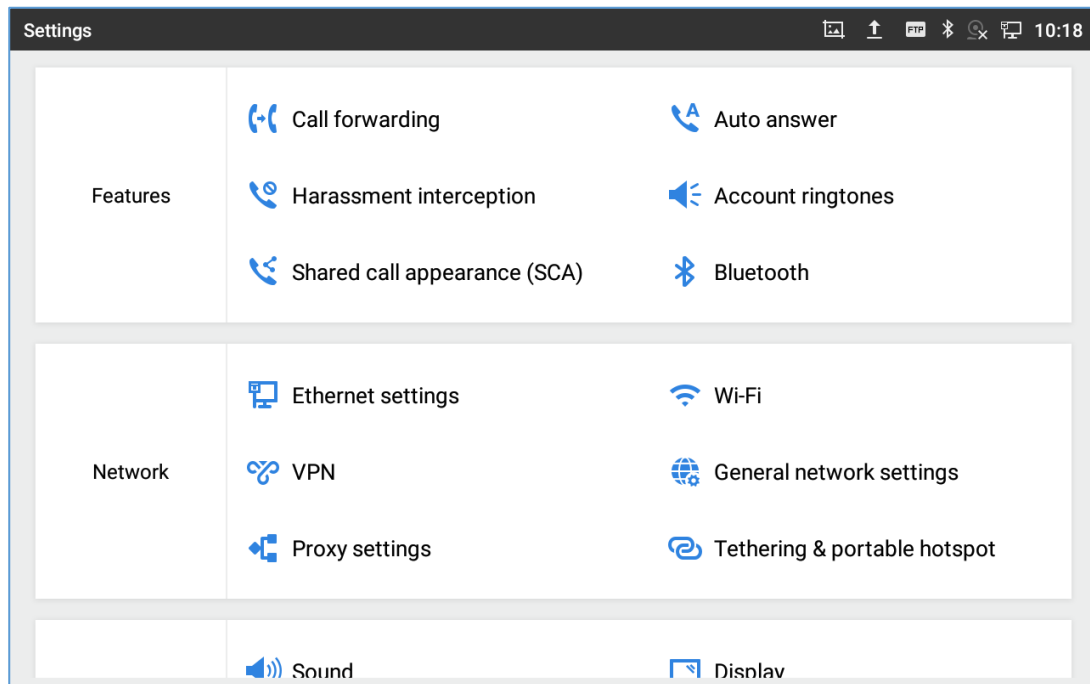 Settings
FTP
10:18
Call forwarding
A
Auto answer
Features
Harassment interception
Account ringtones
Shared call appearance (SCA)
Bluetooth
Ethernet settings
Wi-Fi
Network
VPN
General network settings
Proxy settings
Tethering & portable hotspot
Sound
Display